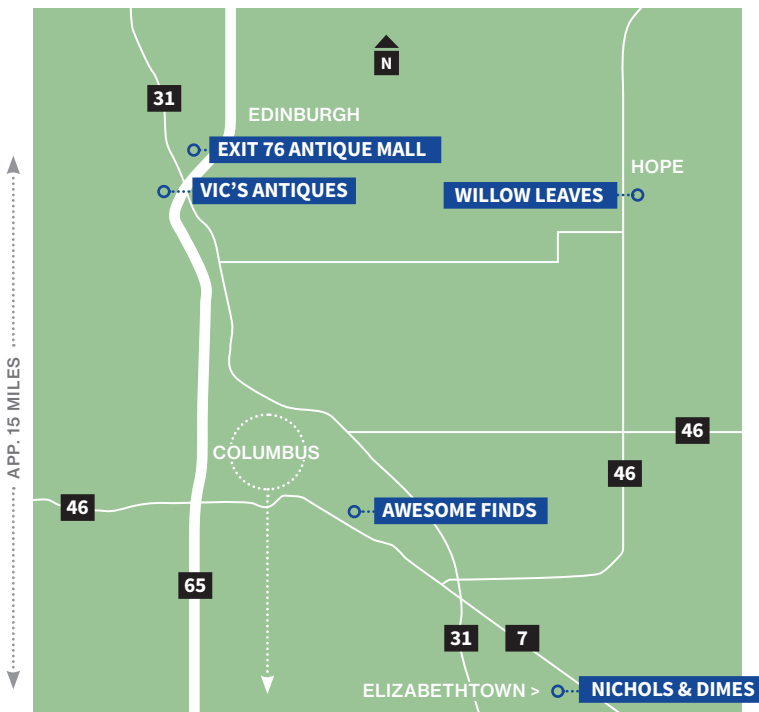 N
31
EDINBURGH
EXIT 76 ANTIQUE MALL
HOPE
VIC'S ANTIQUES
WILLOW LEAVES
APP. 15 MILES
46
COLUMBUS
46
46
AWESOME FINDS
65
31
7
ELIZABETHTOWN >
NICHOLS & DIMES